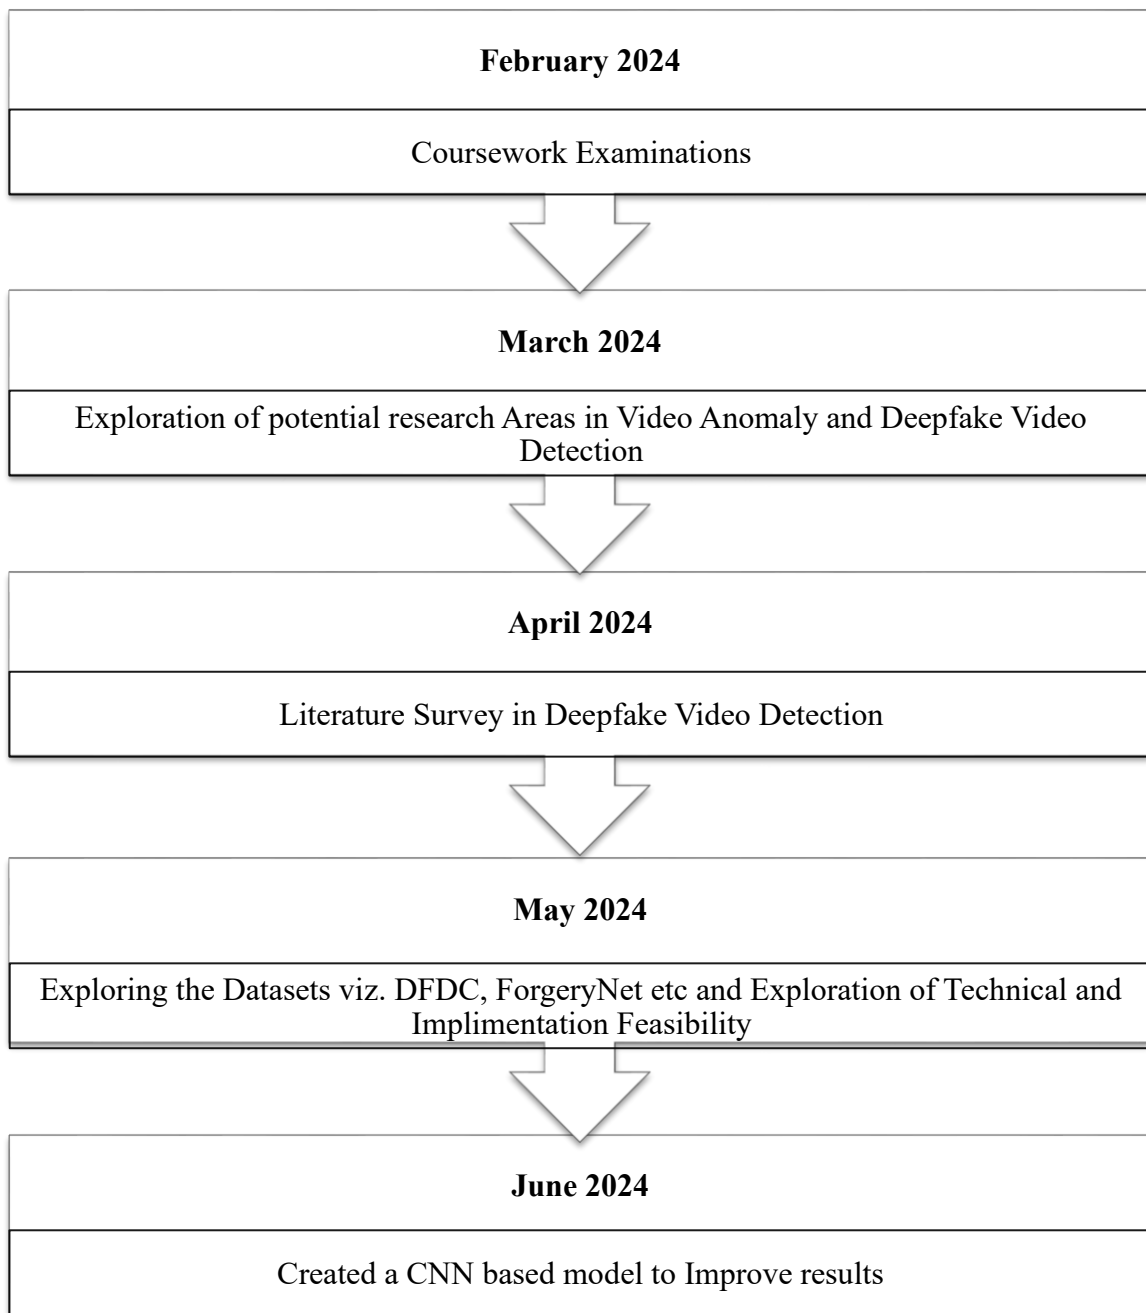 February 2024
Coursework Examinations
March 2024
Exploration of potential research Areas in Video Anomaly and Deepfake Video
Detection
April 2024
Literature Survey in Deepfake Video Detection
May 2024
Exploring the Datasets viz. DFDC, ForgeryNet etc and Exploration of Technical and
Implimentation Feasibility
June 2024
Created a CNN based model to Improve results